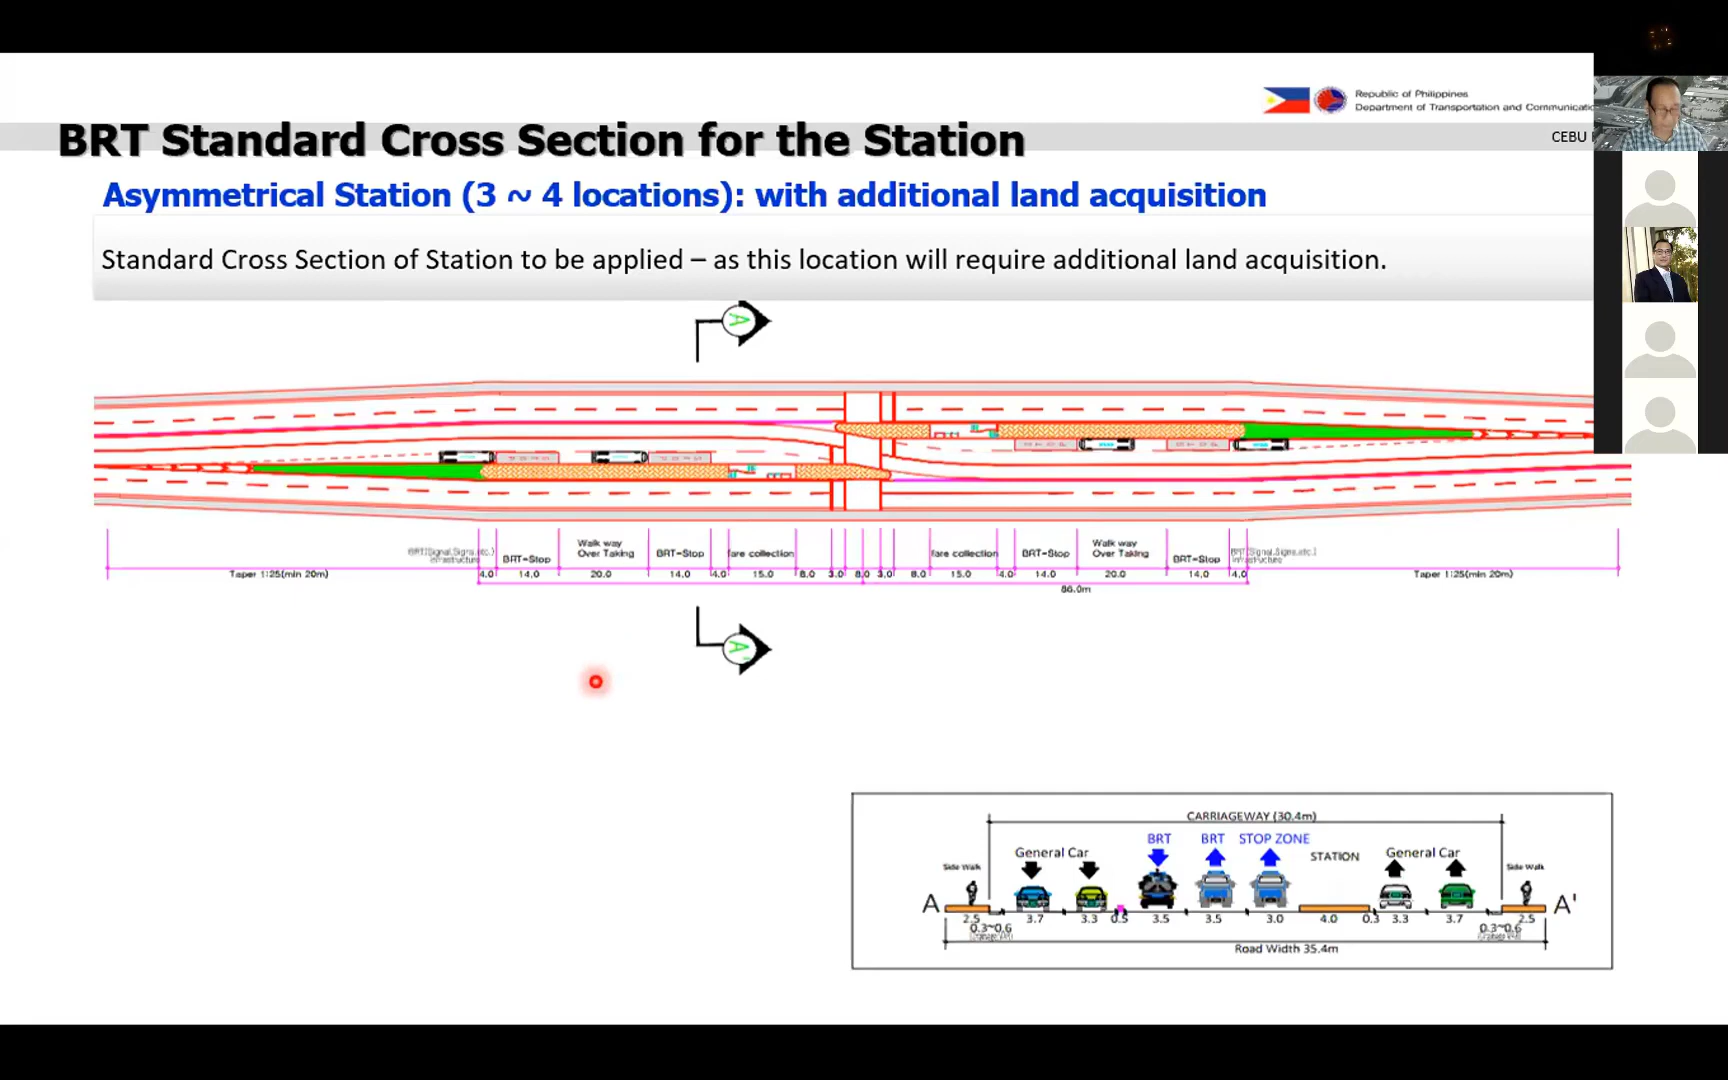 Republic of Philippines
Department of Transportation and Communicatio
BRT Standard Cross Section for the Station
CEBU
Asymmetrical Station (3 ~ 4 locations): with additional land acquisition
Standard Cross Section of Station to be applied – as this location will require additional land acquisition.
A
BRT(Signal,Signs,etc.)
Infrastructure
BRT-Stop
Walk way
Over Taking
BRT-Stop
fare collection
fare collection
BRT-Stop
Walk way
Over Taking
BRT-Stop
BRT(Signal,Signs,etc.)
Infrastructure
Taper 1:25(min 20m) 4.0 14.0 20.0 14.0 4.0 15.0 8.0 3.0 8.0 3.0 8.0 15.0 4.0 14.0 20.0 14.0 4.0 Taper 1:25(min 20m)
86.0m
A'
CARRIAGEWAY (30.4m)
BRT BRT STOP ZONE
General Car STATION General Car
Side Walk Side Walk
A A'
2.5 3.7 3.3 0.5 3.5 3.5 3.0 4.0 0.3 3.3 3.7 2.5
0.3~0.6 0.3~0.6
Road Width 35.4m